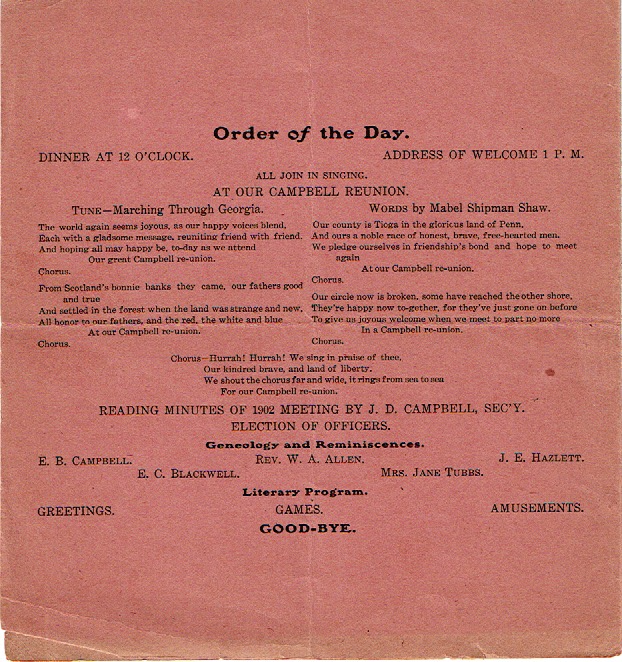 Order of the Day.
DINNER AT 12 O'CLOCK. ADDRESS OF WELCOME 1 P. M.
ALL JOIN IN SINGING.
AT OUR CAMPBELL REUNION.
TUNE—Marching Through Georgia. WORDS by Mabel Shipman Shaw.
The world again seems joyous, as our happy voices blend,
Each with a gladsome message, reuniting friend with friend.
And hoping all may happy be, to-day as we attend
Our great Campbell re-union.
Chorus.
From Scotland's bonnie banks they came, our fathers good
and true
And settled in the forest when the land was strange and new,
All honor to our fathers, and the red, the white and blue
At our Campbell re-union.
Chorus.
Our county is Tioga in the glorious land of Penn,
And ours a noble race of honest, brave, free-hearted men.
We pledge ourselves in friendship's bond and hope to meet
again
At our Campbell re-union.
Chorus.
Our circle now is broken, some have reached the other shore,
They're happy now to-gether, for they've just gone on before
To give us joyous welcome when we meet to part no more
In a Campbell re-union.
Chorus.
Chorus—Hurrah! Hurrah! We sing in praise of thee,
Our kindred brave, and land of liberty.
We shout the chorus far and wide, it rings from sea to sea
For our Campbell re-union.
READING MINUTES OF 1902 MEETING BY J. D. CAMPBELL, SEC'Y.
ELECTION OF OFFICERS.
Geneology and Reminiscences.
E. B. CAMPBELL. REV. W. A. ALLEN. J. E. HAZLETT.
E. C. BLACKWELL. MRS. JANE TUBBS.
Literary Program.
GREETINGS. GAMES. AMUSEMENTS.
GOOD-BYE.